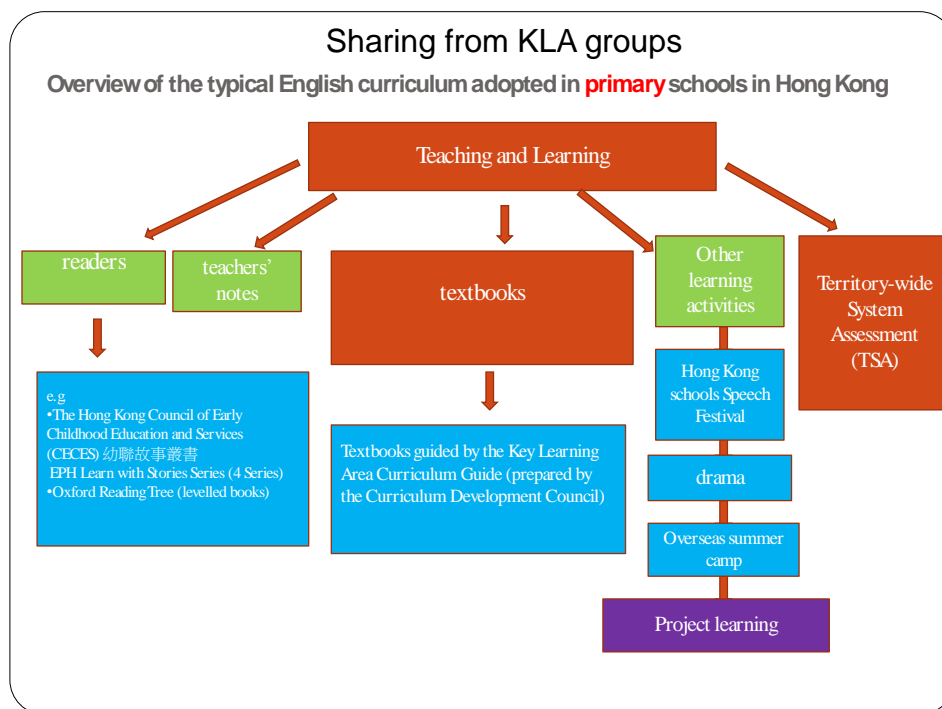 Sharing from KLA groups
Overview of the typical English curriculum adopted in primary schools in Hong Kong
Teaching and Learning
readers
teachers’
notes
textbooks
Other
learning
activities
Territory-wide
System
Assessment
(TSA)
e.g
•The Hong Kong Council of Early
Childhood Education and Services
(CECES) 幼聯故事叢書
EPH Learn with Stories Series (4 Series)
•Oxford Reading Tree (levelled books)
Textbooks guided by the Key Learning
Area Curriculum Guide (prepared by
the Curriculum Development Council)
Hong Kong
schools Speech
Festival
drama
Overseas summer
camp
Project learning